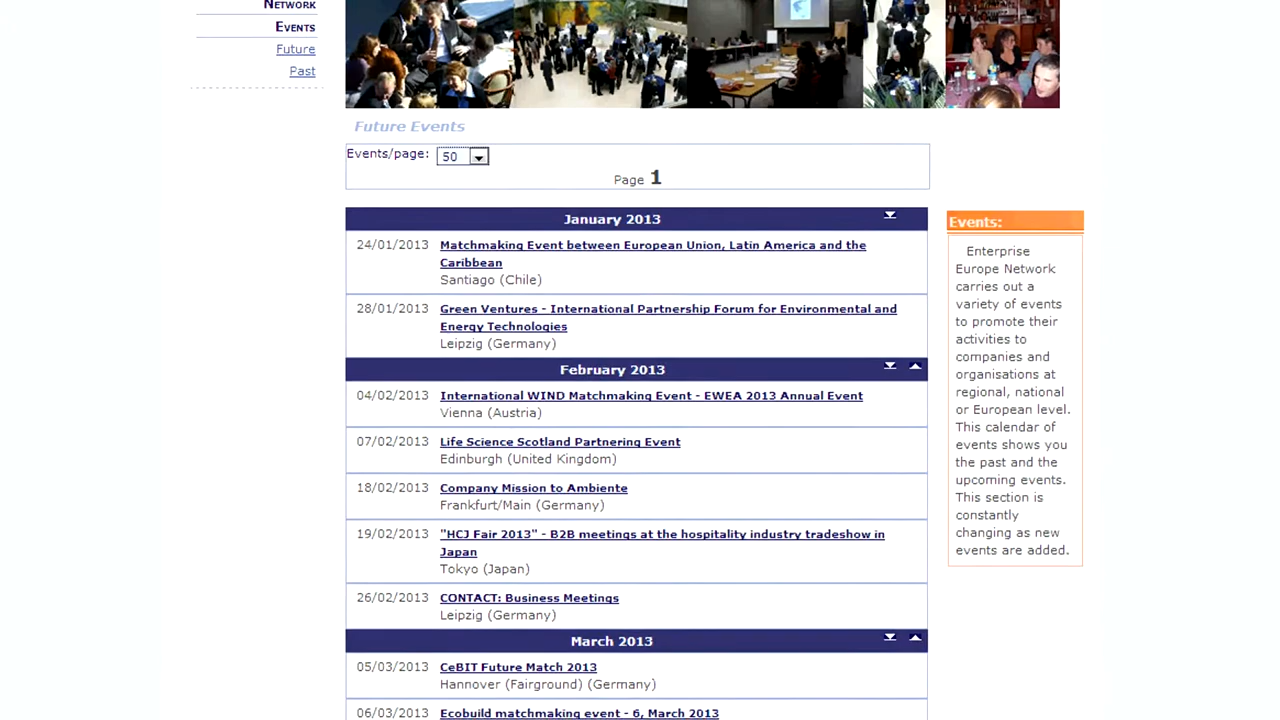 Network
Events
Future
Past
Future Events
Events/page: 50
Page 1
January 2013
24/01/2013 Matchmaking Event between European Union, Latin America and the
Caribbean
Santiago (Chile)
28/01/2013 Green Ventures - International Partnership Forum for Environmental and
Energy Technologies
Leipzig (Germany)
February 2013
04/02/2013 International WIND Matchmaking Event - EWEA 2013 Annual Event
Vienna (Austria)
07/02/2013 Life Science Scotland Partnering Event
Edinburgh (United Kingdom)
18/02/2013 Company Mission to Ambiente
Frankfurt/Main (Germany)
19/02/2013 "HCJ Fair 2013" - B2B meetings at the hospitality industry tradeshow in
Japan
Tokyo (Japan)
26/02/2013 CONTACT: Business Meetings
Leipzig (Germany)
March 2013
05/03/2013 CeBIT Future Match 2013
Hannover (Fairground) (Germany)
06/03/2013 Ecobuild matchmaking event - 6, March 2013
Events:
Enterprise
Europe Network
carries out a
variety of events
to promote their
activities to
companies and
organisations at
regional, national
or European level.
This calendar of
events shows you
the past and the
upcoming events.
This section is
constantly
changing as new
events are added.